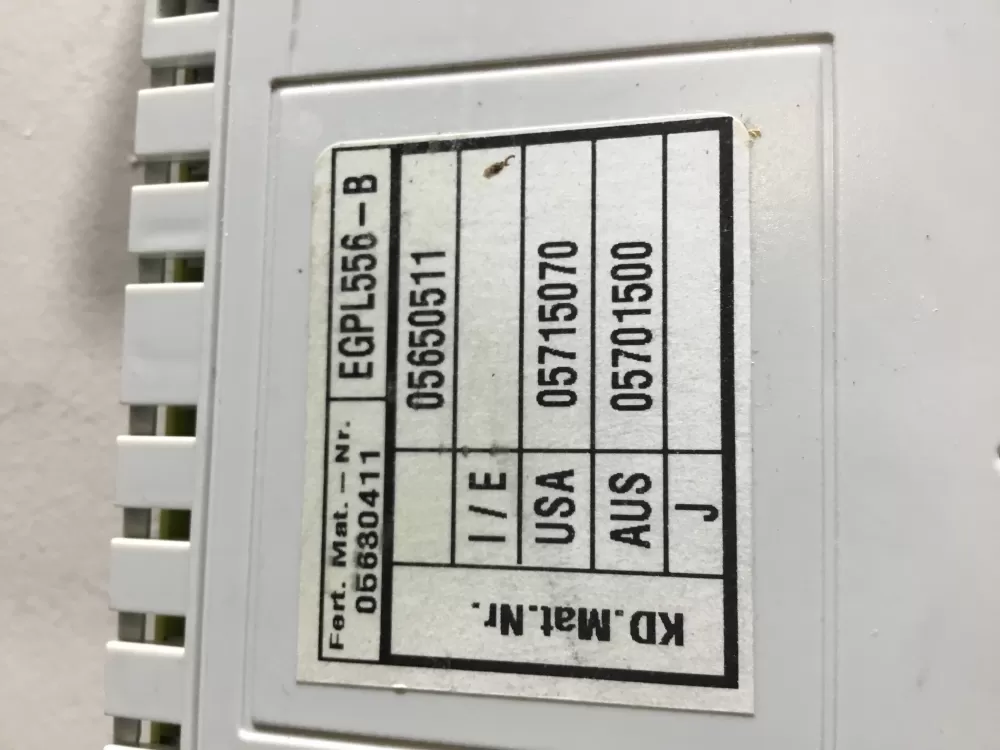 Fert. Mat. – Nr.
05680411
EGPL556-B
05650511
I / E
USA 05715070
AUS 05701500
J
KD.Mat.Nr.